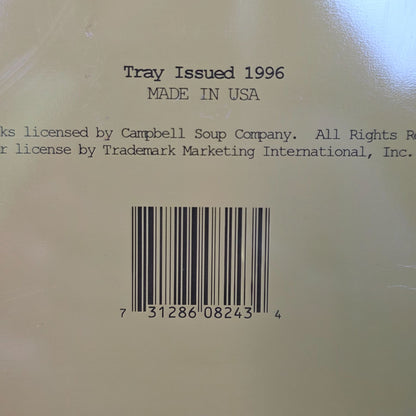 Tray Issued 1996
MADE IN USA
licensed by Campbell Soup Company. All Rights
license by Trademark Marketing International, Inc.
7 31286 08243 4